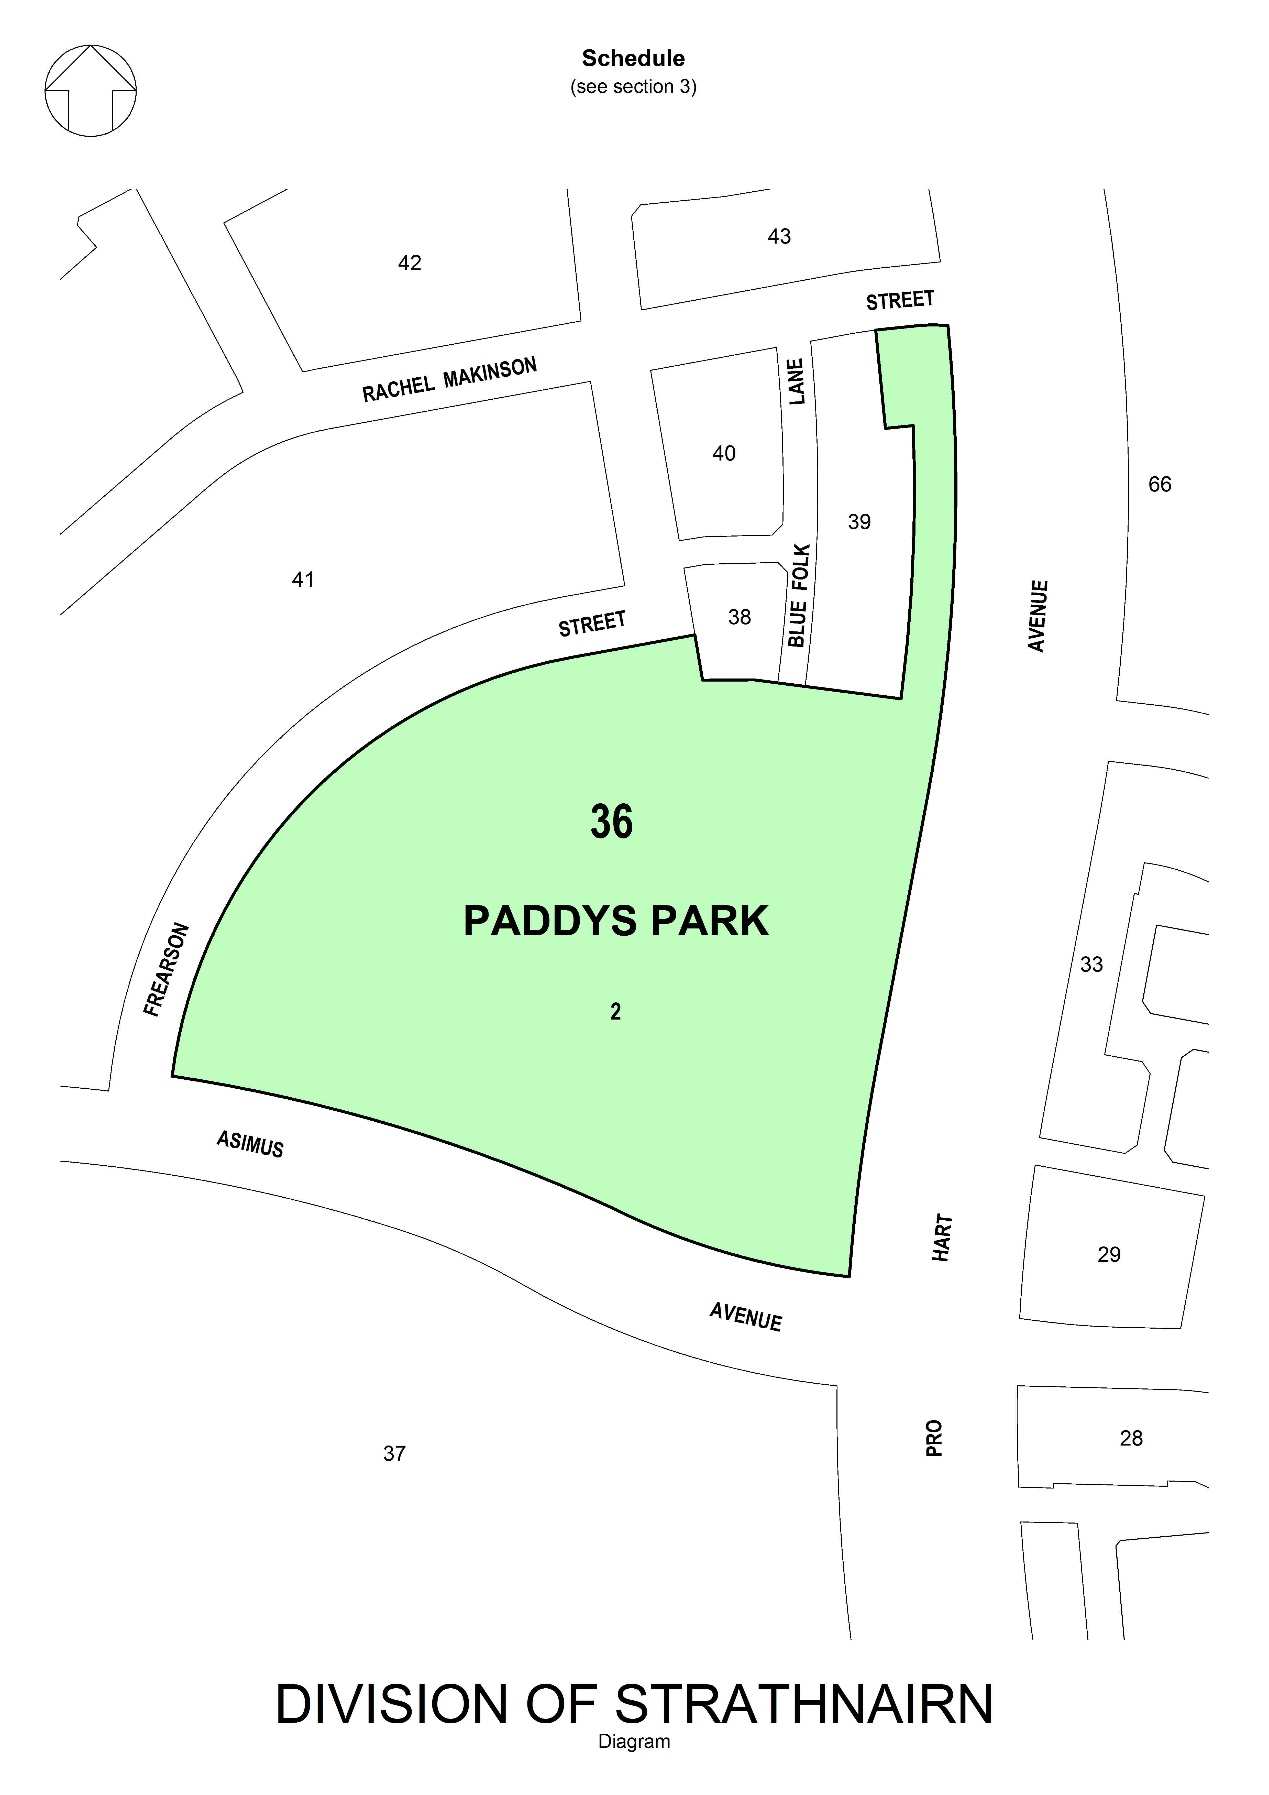 Schedule
(see section 3)
43
42
STREET
RACHEL MAKINSON
LANE
40
66
39
41
BLUE FOLK
AVENUE
38
STREET
36
PADDYS PARK
FREARSON
33
2
ASIMUS
HART
29
AVENUE
PRO
28
37
DIVISION OF STRATHNAIRN
Diagram